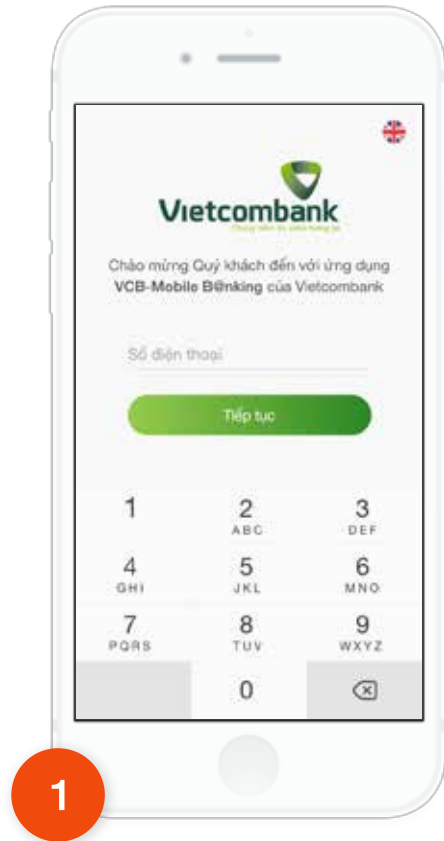 Vietcombank
Chào mừng Quý khách đến với ứng dụng
VCB-Mobile B@nking của Vietcombank
Số điện thoại
Tiếp tục
1 2 3
ABC DEF
4 5 6
GHI JKL MNO
7 8 9
PQRS TUV WXYZ
0
1